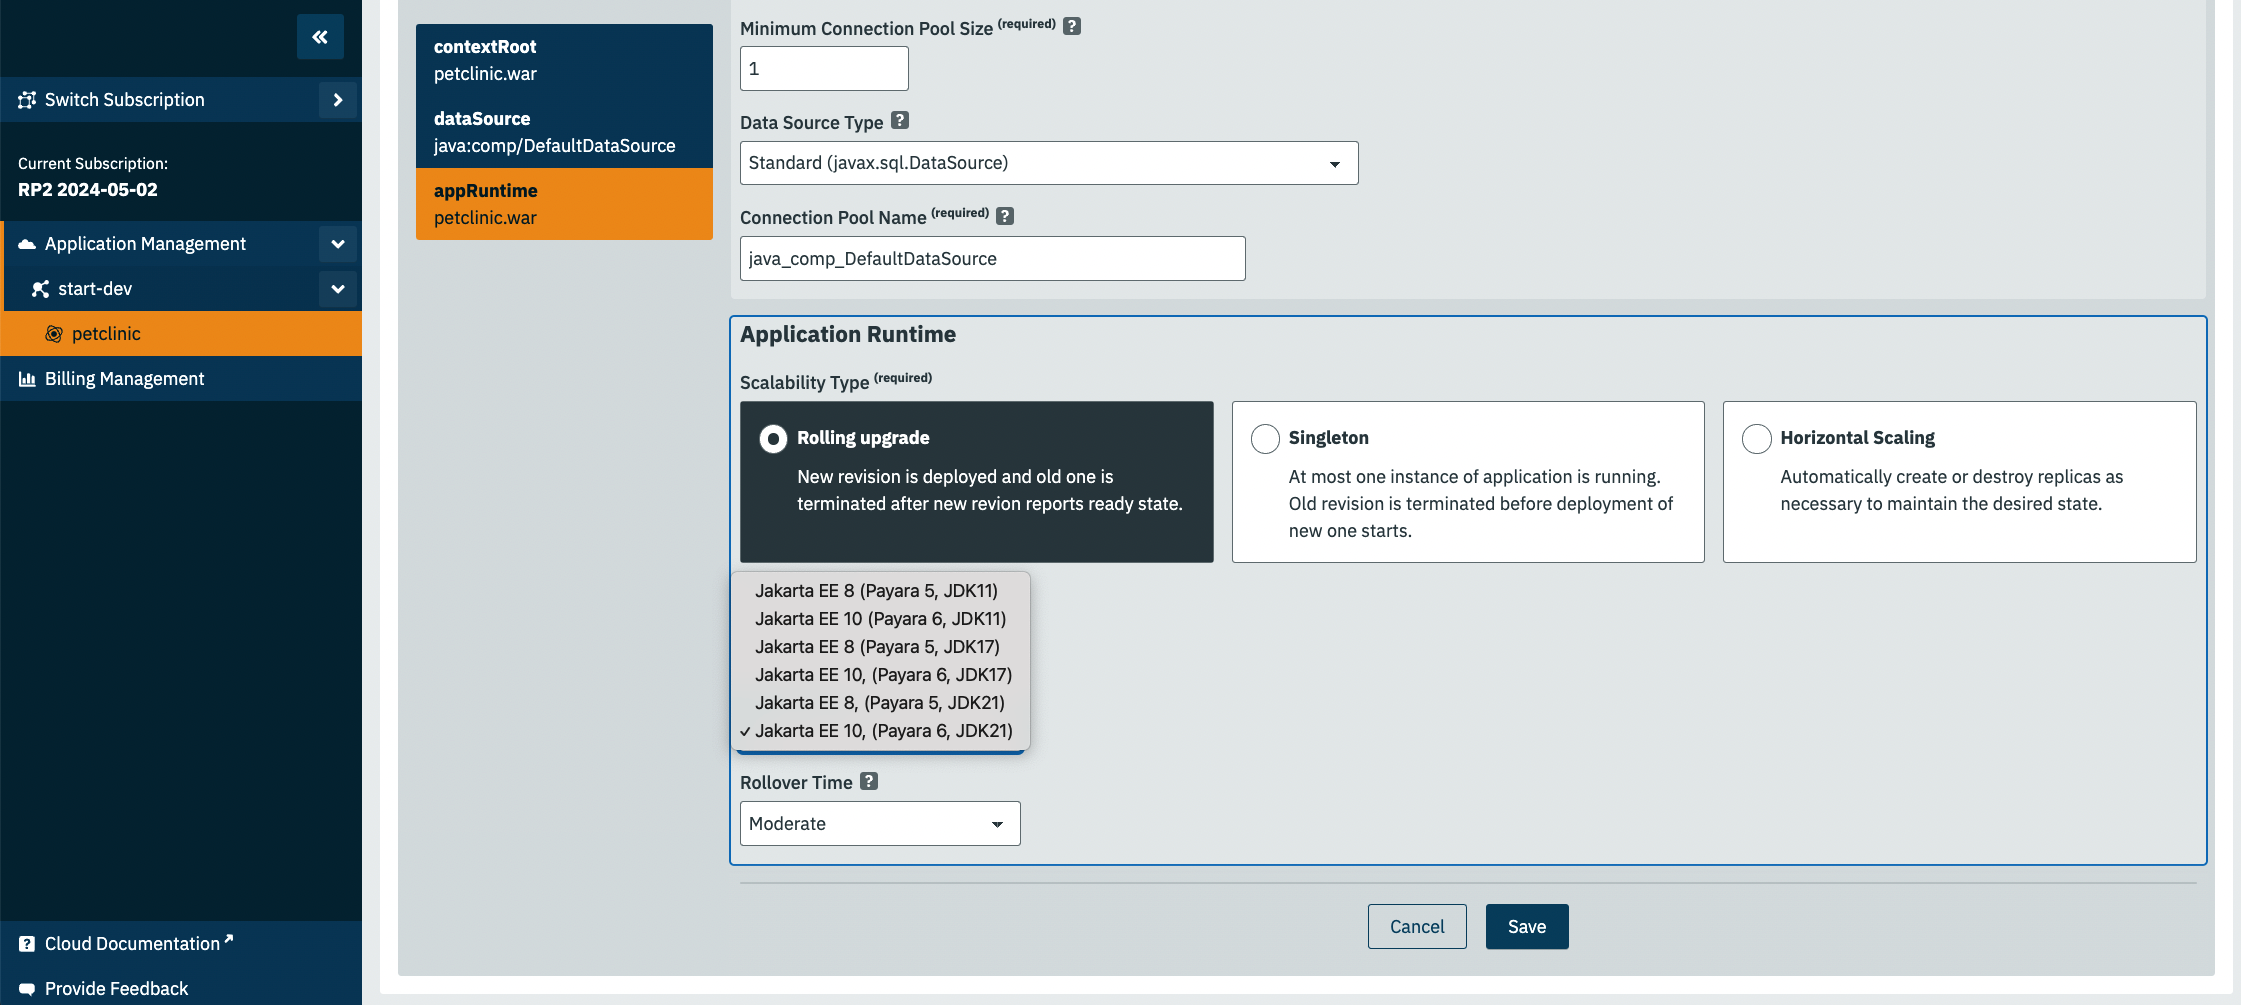 Switch Subscription
Current Subscription:
RP2 2024-05-02
Application Management
start-dev
petclinic
Billing Management
Cloud Documentation
Provide Feedback
contextRoot
petclinic.war
dataSource
java:comp/DefaultDataSource
appRuntime
petclinic.war
Minimum Connection Pool Size (required) ?
1
Data Source Type ?
Standard (javax.sql.DataSource)
Connection Pool Name (required) ?
java_comp_DefaultDataSource
Application Runtime
Scalability Type (required)
Rolling upgrade
New revision is deployed and old one is
terminated after new revion reports ready state.
Singleton
At most one instance of application is running.
Old revision is terminated before deployment of
new one starts.
Horizontal Scaling
Automatically create or destroy replicas as
necessary to maintain the desired state.
Jakarta EE 8 (Payara 5, JDK11)
Jakarta EE 10 (Payara 6, JDK11)
Jakarta EE 8 (Payara 5, JDK17)
Jakarta EE 10, (Payara 6, JDK17)
Jakarta EE 8, (Payara 5, JDK21)
✓ Jakarta EE 10, (Payara 6, JDK21)
Rollover Time ?
Moderate
Cancel
Save